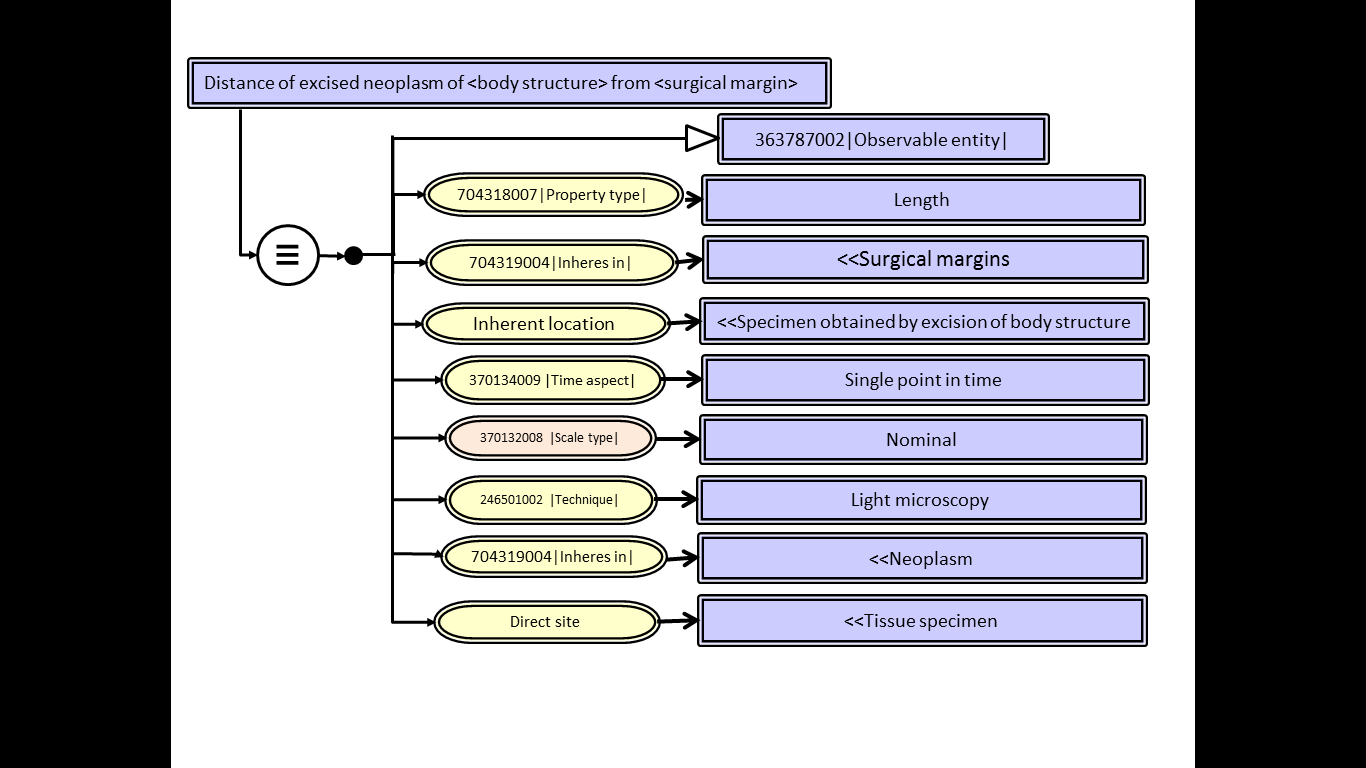 Distance of excised neoplasm of <body structure> from <surgical margin>
363787002|Observable entity|
704318007|Property type|
Length
704319004|Inheres in|
<<Surgical margins
Inherent location
<<Specimen obtained by excision of body structure
370134009 |Time aspect|
Single point in time
370132008 |Scale type|
Nominal
246501002 |Technique|
Light microscopy
704319004|Inheres in|
<<Neoplasm
Direct site
<<Tissue specimen